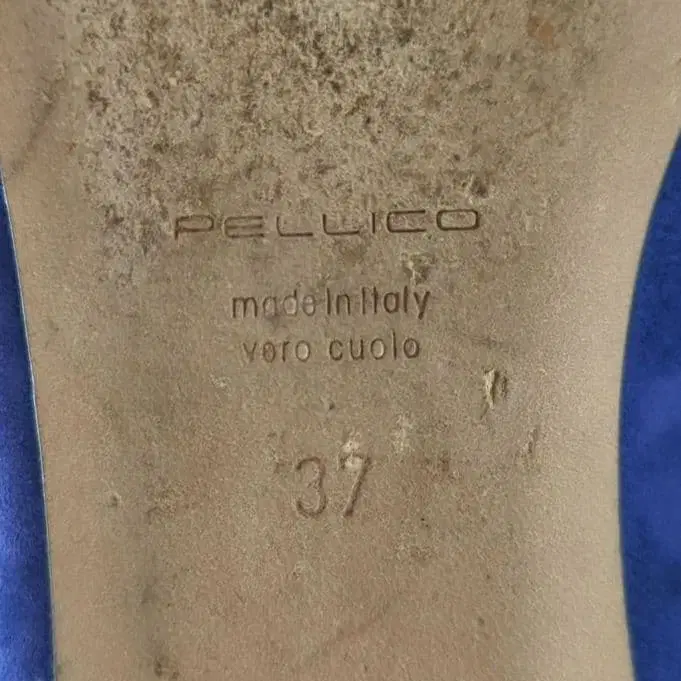 PELLICO
made in Italy
vero cuoio
37